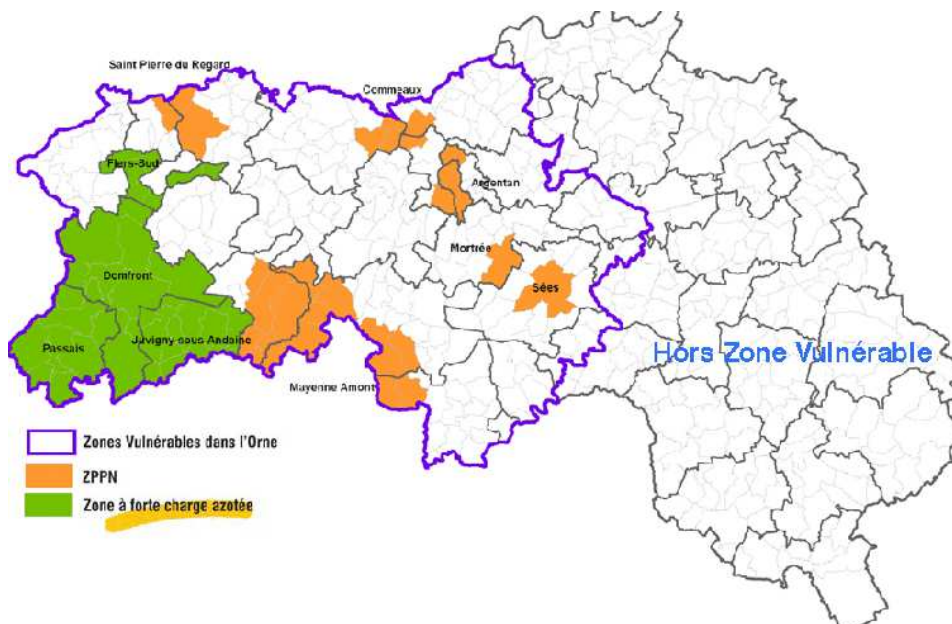 Saint Pierre du Regard
Commeaux
Flers-Sud
Argentan
Mortrée
Domfront
Sées
Passais
Juvigny-sous-Andaine
Hors Zone Vulnérable
Mayenne Amont
Zones Vulnérables dans l'Orne
ZPPN
Zone à forte charge azotée